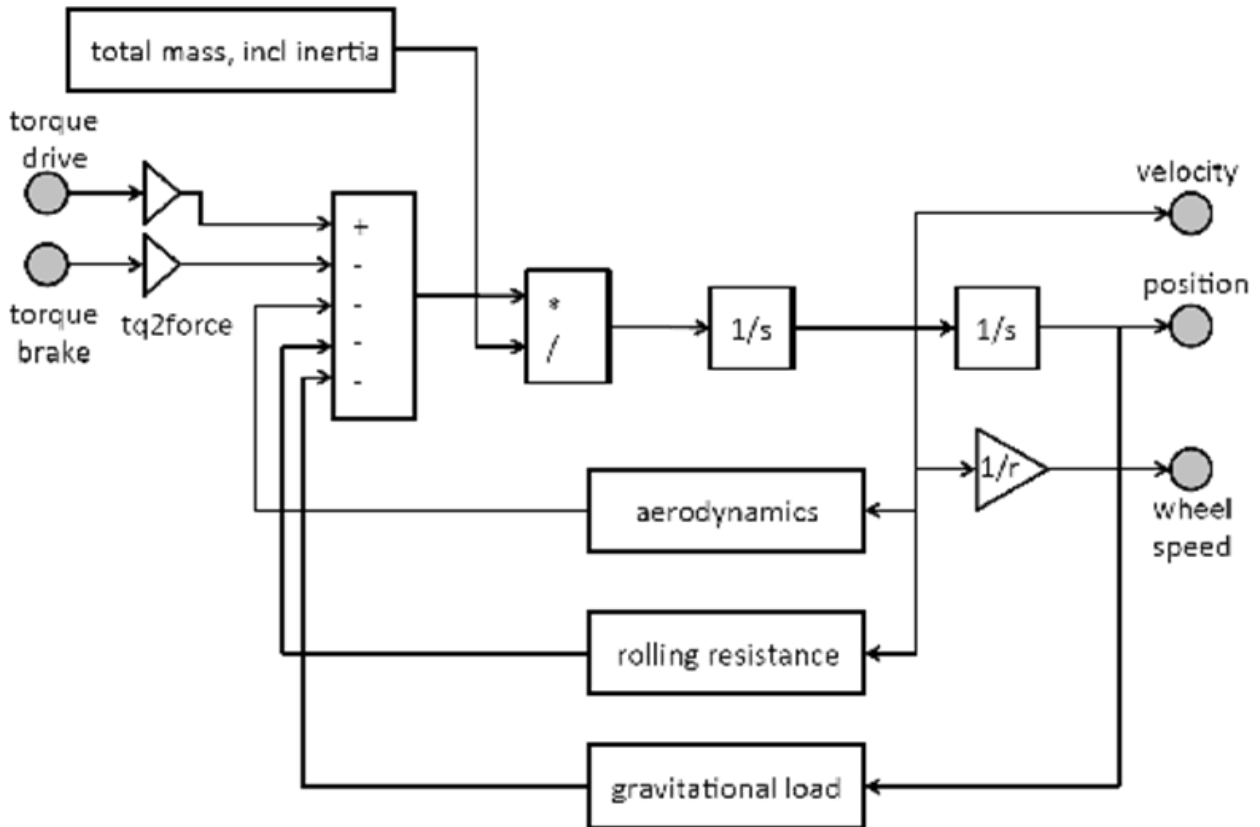 total mass, incl inertia
torque
drive
torque
brake
tq2force
+
-
-
-
-
*
/
1/s
1/s
velocity
position
1/r
wheel
speed
aerodynamics
rolling resistance
gravitational load